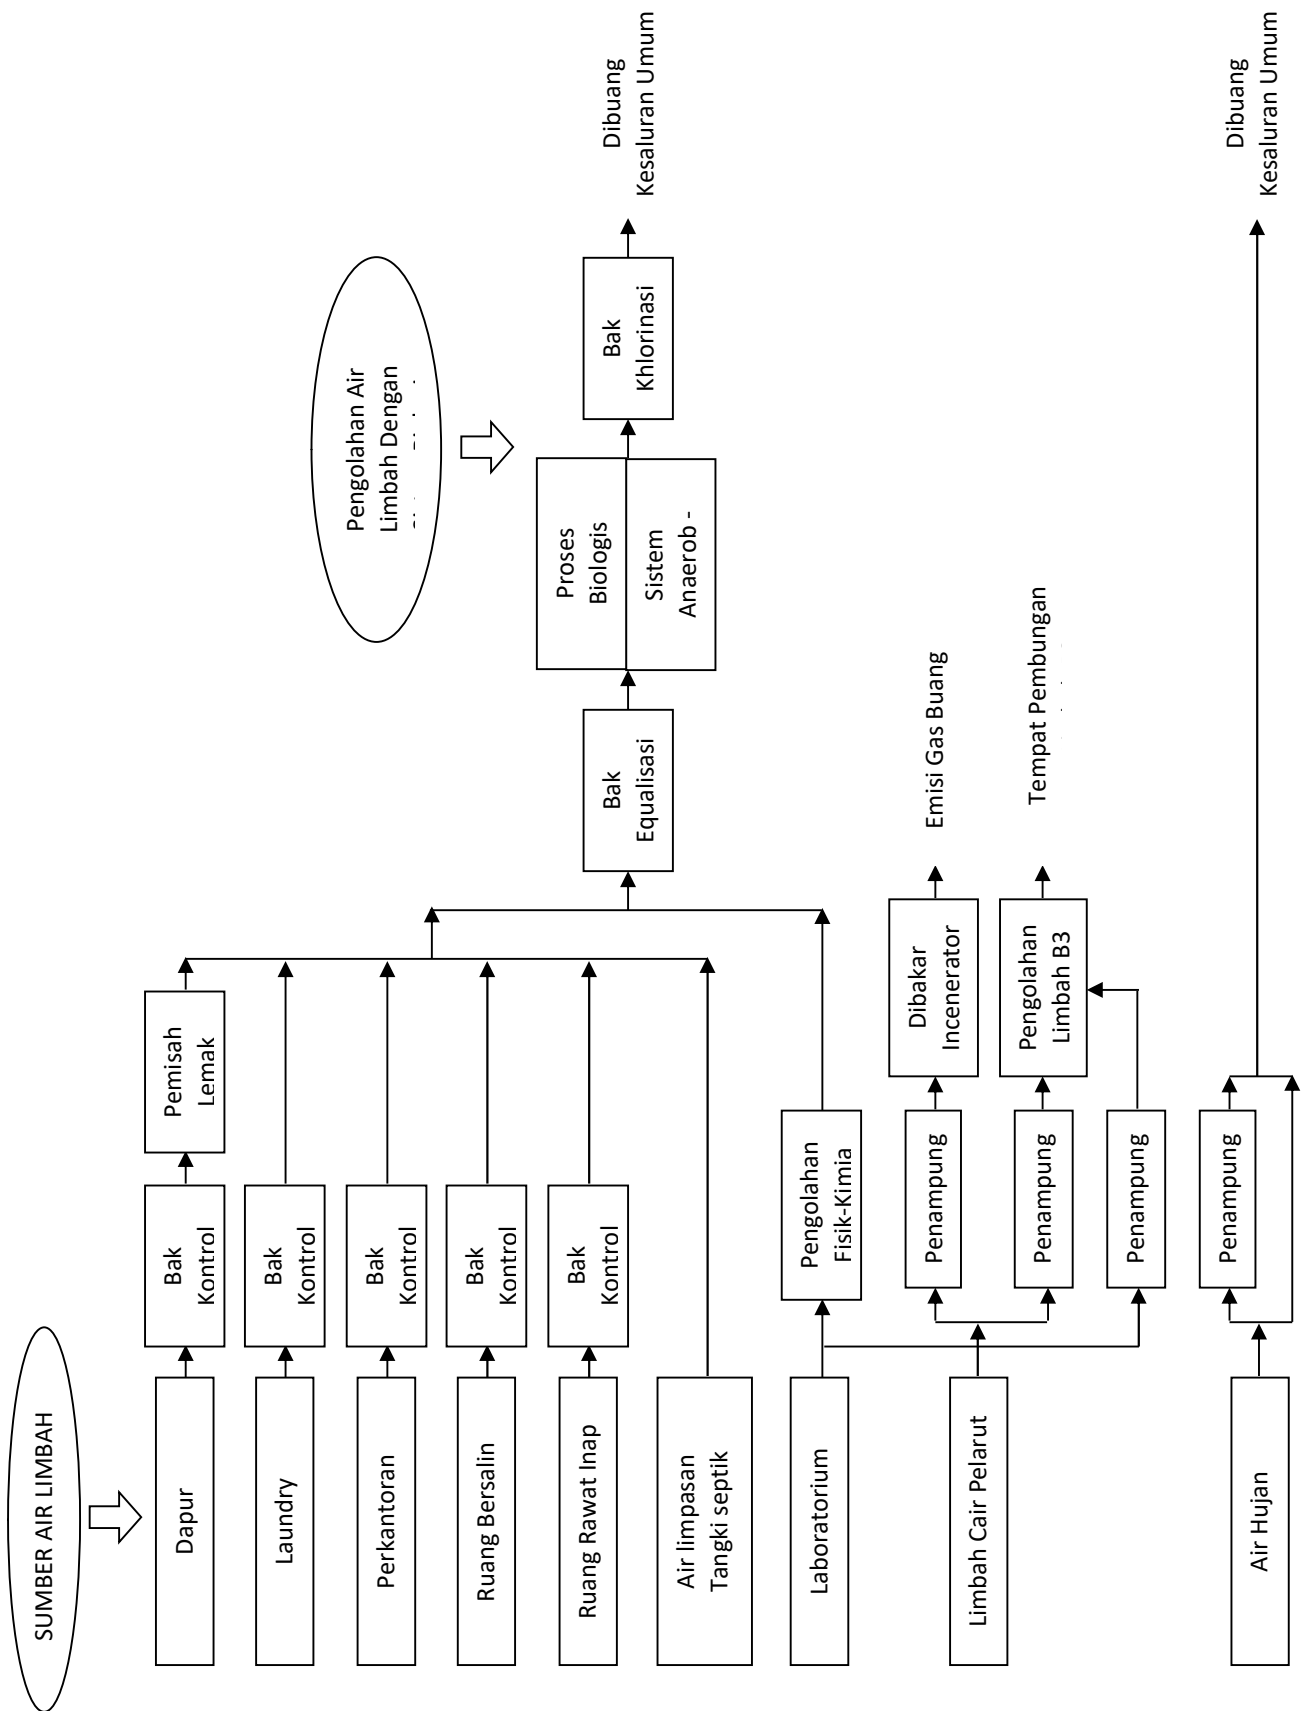 SUMBER AIR LIMBAH
Dapur
Bak
Kontrol
Pemisah
Lemak
Laundry
Bak
Kontrol
Perkantoran
Bak
Kontrol
Ruang Bersalin
Bak
Kontrol
Ruang Rawat Inap
Bak
Kontrol
Air limpasan
Tangki septik
Bak
Equalisasi
Proses
Biologis
Sistem
Anaerob -
Pengolahan Air
Limbah Dengan
Bak
Khlorinasi
Dibuang
Kesaluran Umum
Laboratorium
Pengolahan
Fisik-Kimia
Limbah Cair Pelarut
Penampung
Dibakar
Incenerator
Emisi Gas Buang
Penampung
Pengolahan
Limbah B3
Tempat Pembungan
Penampung
Air Hujan
Penampung
Dibuang
Kesaluran Umum